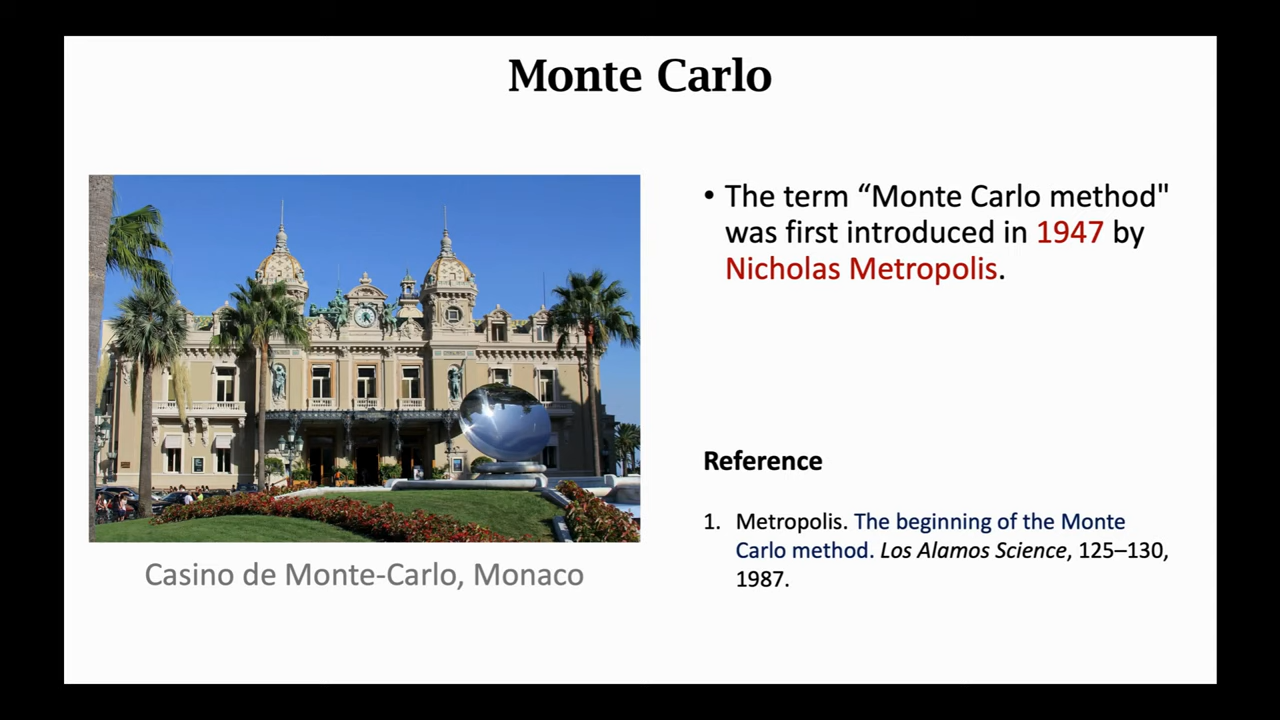 Monte Carlo
• The term “Monte Carlo method"
was first introduced in 1947 by
Nicholas Metropolis.
Casino de Monte-Carlo, Monaco
Reference
1. Metropolis. The beginning of the Monte
Carlo method. Los Alamos Science, 125–130,
1987.